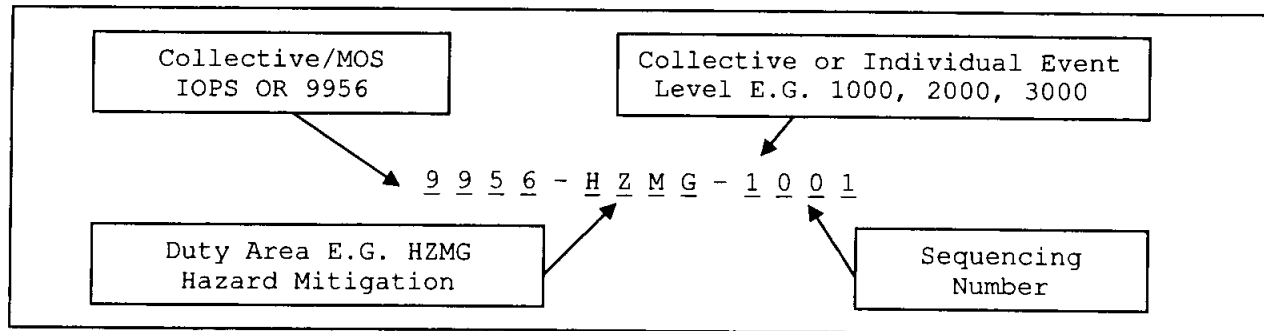 Collective/MOS
IOPS OR 9956
Collective or Individual Event
Level E.G. 1000, 2000, 3000
9 9 5 6 - H Z M G - 1 0 0 1
Duty Area E.G. HZMG
Hazard Mitigation
Sequencing
Number